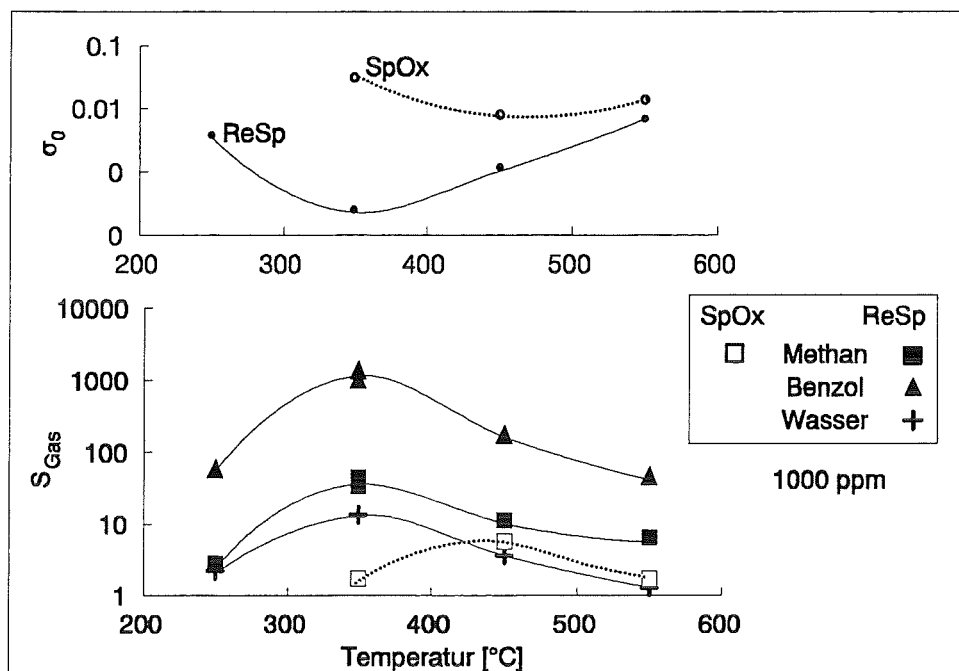 0.1
0.01
0
0
σ0
SpOx
ReSp
200 300 400 500 600
10000
1000
100
10
1
SGas
200 300 400 500 600
Temperatur [°C]
SpOx ReSp
Methan
Benzol
Wasser
1000 ppm